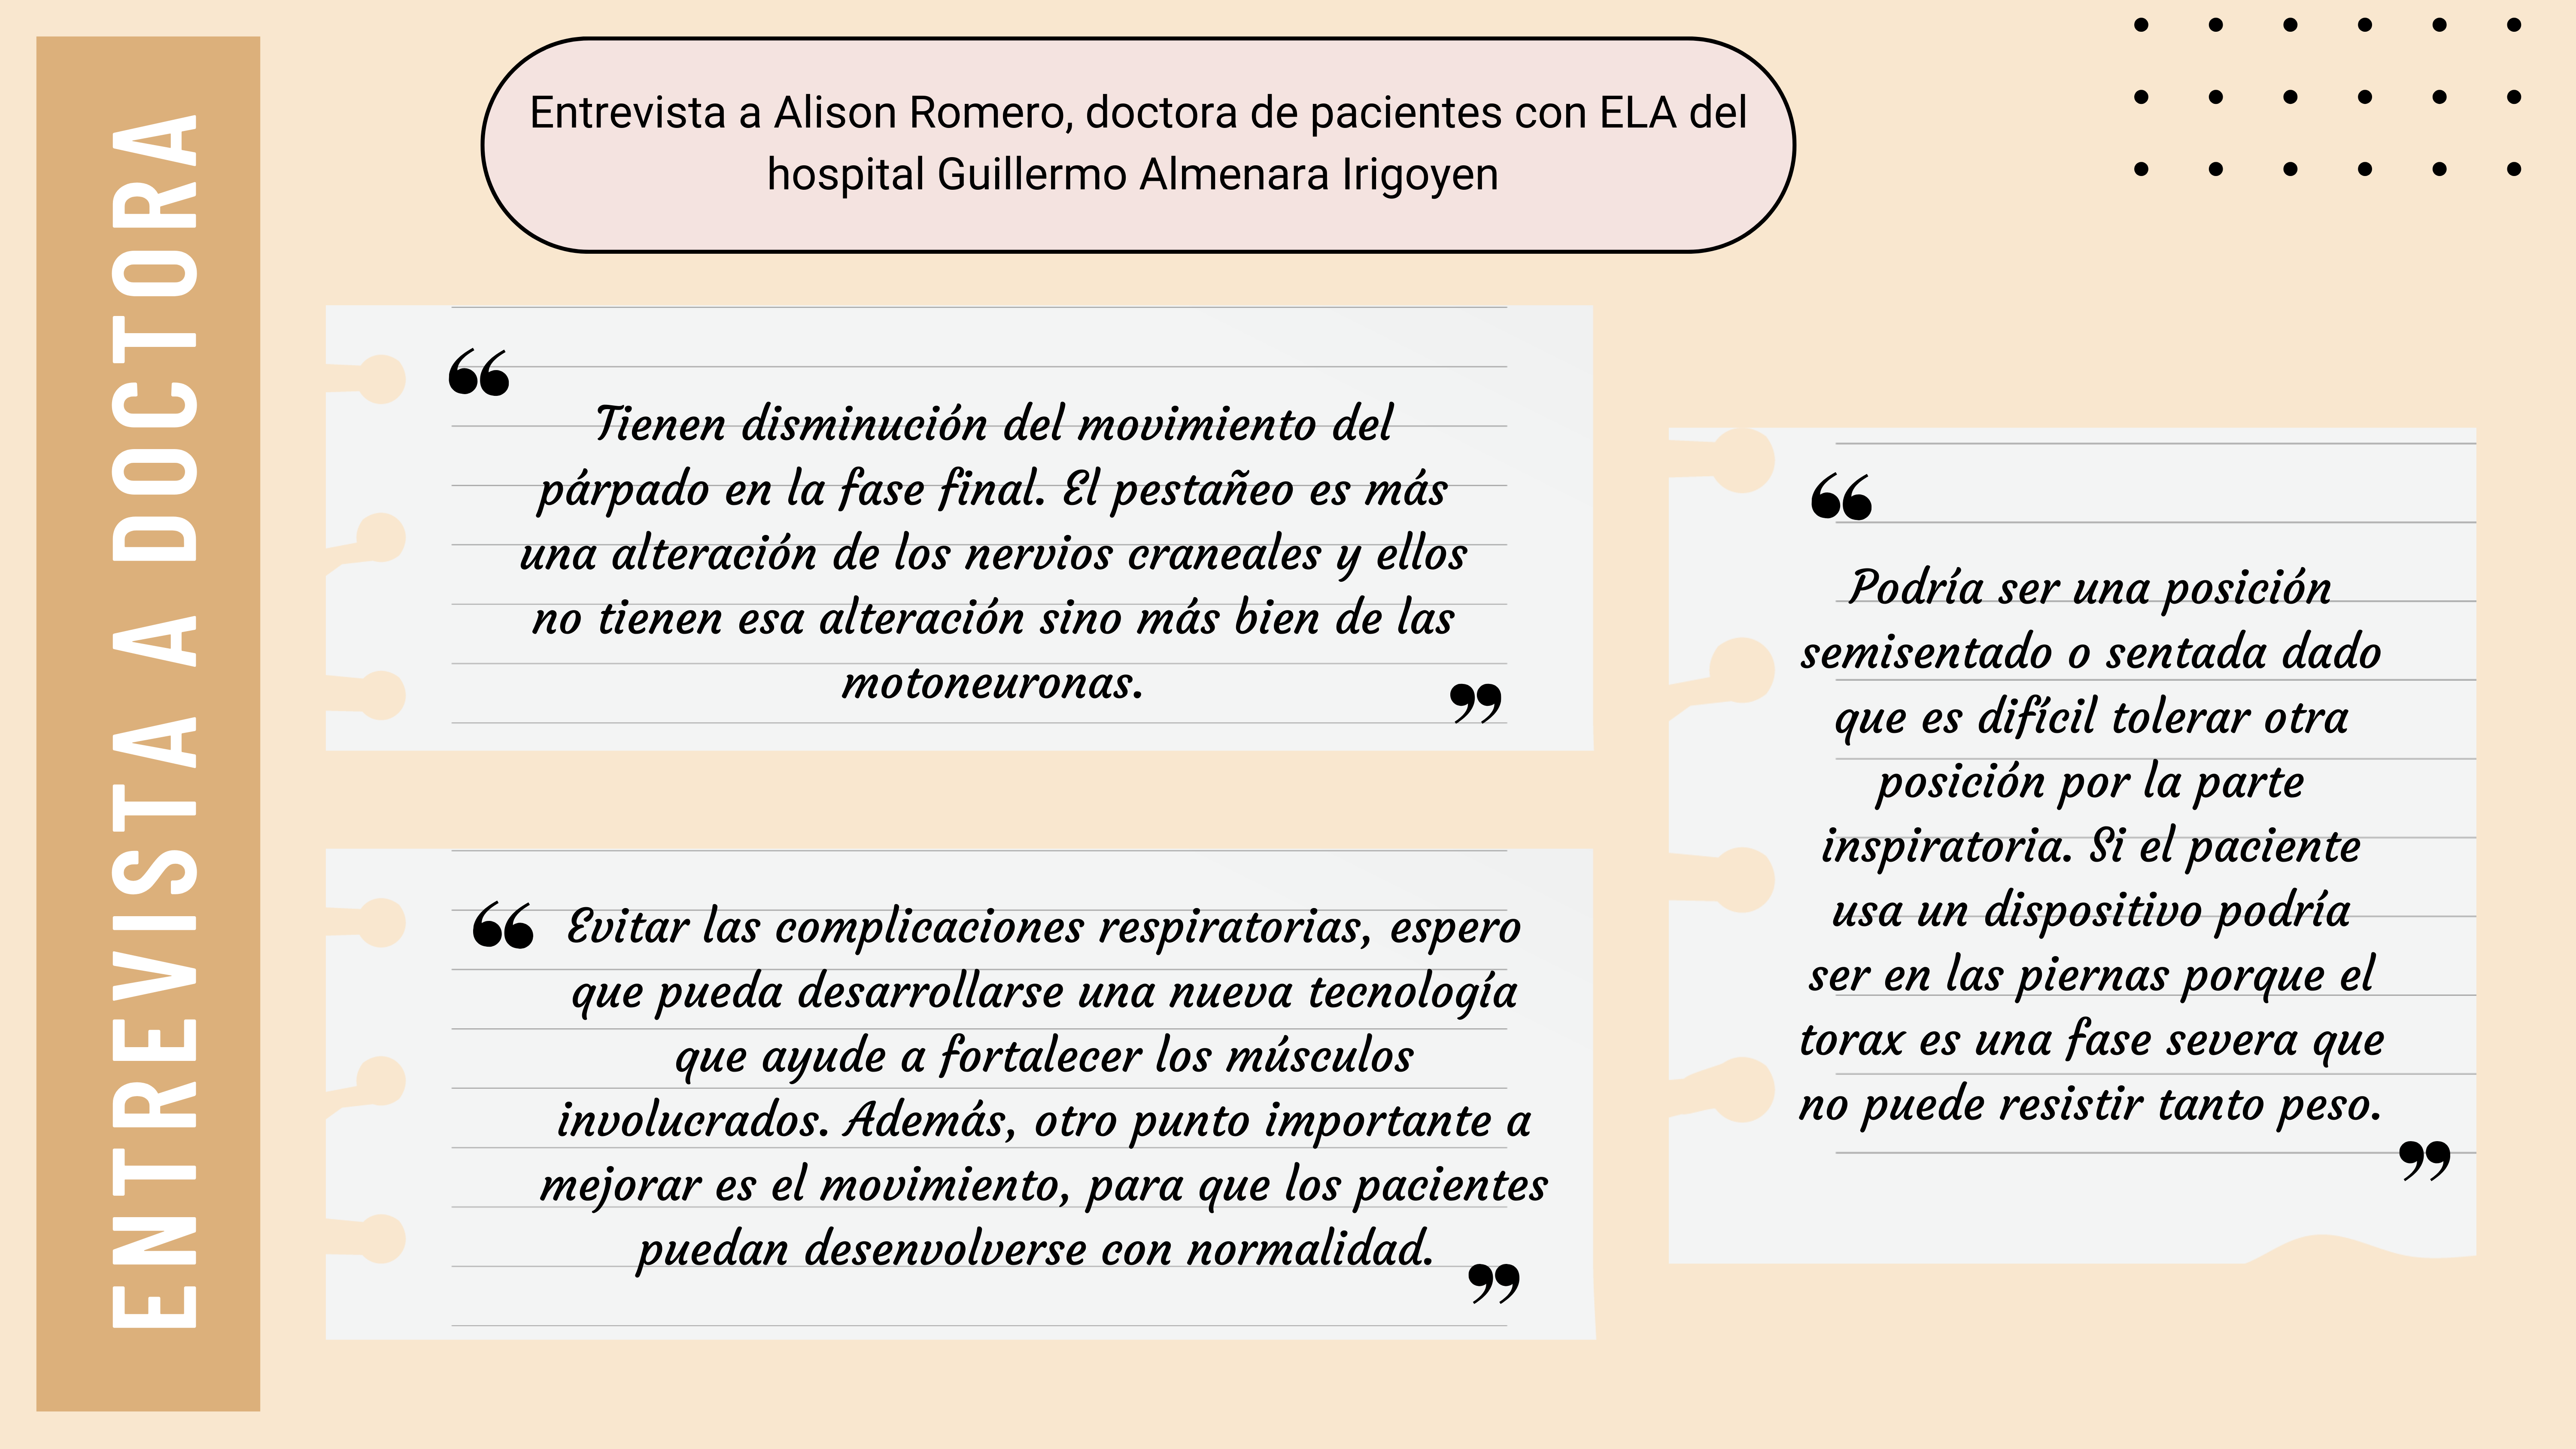 ENTREVISTA A DOCTORA
Entrevista a Alison Romero, doctora de pacientes con ELA del
hospital Guillermo Almenara Irigoyen
“
Tienen disminución del movimiento del
párpado en la fase final. El pestañeo es más
una alteración de los nervios craneales y ellos
no tienen esa alteración sino más bien de las
motoneuronas.
”
“ Evitar las complicaciones respiratorias, espero
que pueda desarrollarse una nueva tecnología
que ayude a fortalecer los músculos
involucrados. Además, otro punto importante a
mejorar es el movimiento, para que los pacientes
puedan desenvolverse con normalidad.
”
“
Podría ser una posición
semisentado o sentada dado
que es difícil tolerar otra
posición por la parte
inspiratoria. Si el paciente
usa un dispositivo podría
ser en las piernas porque el
torax es una fase severa que
no puede resistir tanto peso.
”